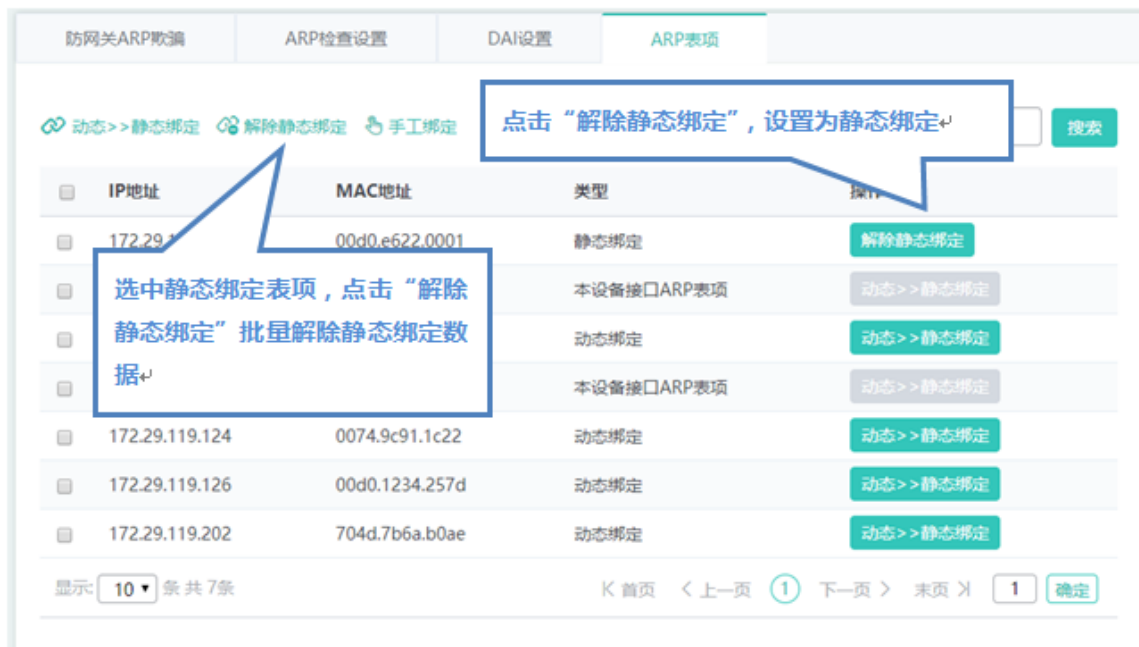 防网关ARP欺骗 ARP检查设置 DAI设置 ARP表项
动态>>静态绑定 解除静态绑定 手工绑定 搜索
点击“解除静态绑定”,设置为静态绑定↵
IP地址 MAC地址 类型
172.29. 00d0.e622.0001 静态绑定 解除静态绑定
选中静态绑定表项,点击“解除
静态绑定”批量解除静态绑定数
据↵
本设备接口ARP表项 动态>>静态绑定
动态绑定 动态>>静态绑定
本设备接口ARP表项 动态>>静态绑定
172.29.119.124 0074.9c91.1c22 动态绑定 动态>>静态绑定
172.29.119.126 00d0.1234.257d 动态绑定 动态>>静态绑定
172.29.119.202 704d.7b6a.b0ae 动态绑定 动态>>静态绑定
显示: 10 条 共 7条 首页 上一页 1 下一页 末页 1 确定